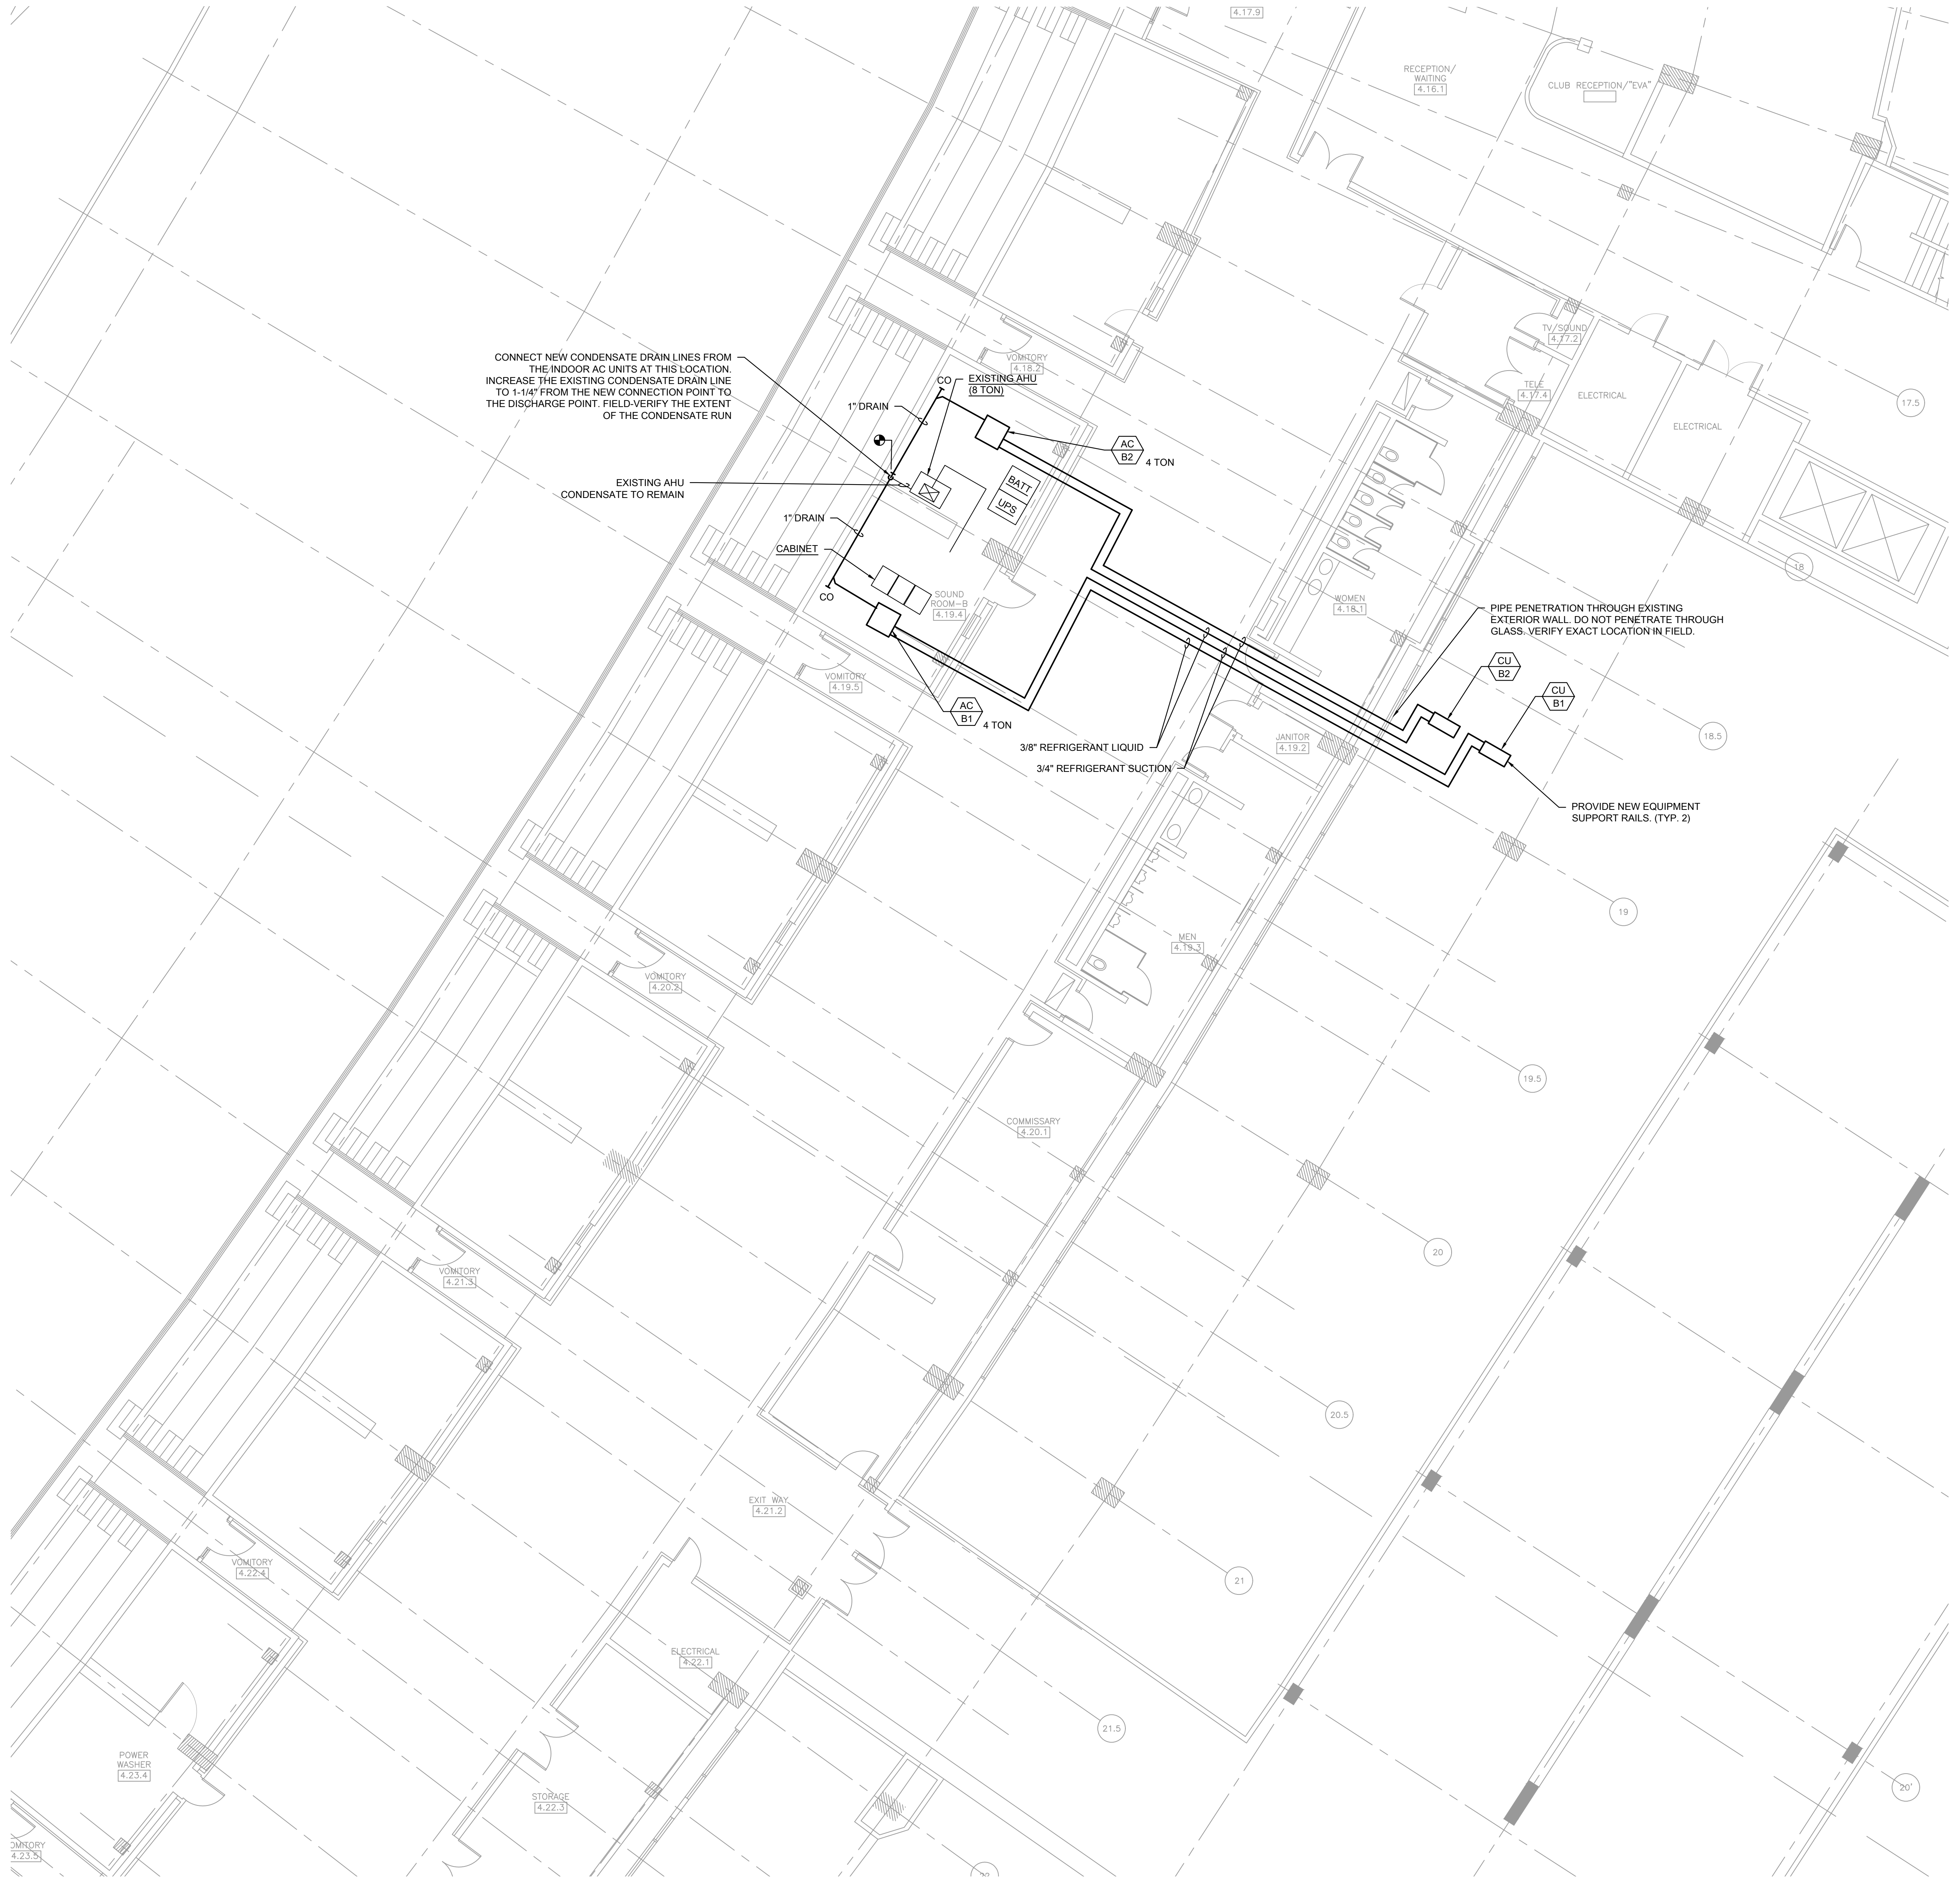 4.17.9
RECEPTION/
WAITING
4.16.1
CLUB RECEPTION/"EVA"
TV/SOUND
4.17.2
TELE
4.17.4
ELECTRICAL
ELECTRICAL
17.5
CONNECT NEW CONDENSATE DRAIN LINES FROM
THE INDOOR AC UNITS AT THIS LOCATION.
INCREASE THE EXISTING CONDENSATE DRAIN LINE
TO 1-1/4" FROM THE NEW CONNECTION POINT TO
THE DISCHARGE POINT. FIELD-VERIFY THE EXTENT
OF THE CONDENSATE RUN
VOMITORY
4.18.2
CO
EXISTING AHU
(8 TON)
1" DRAIN
AC
B2
4 TON
EXISTING AHU
CONDENSATE TO REMAIN
BATT
UPS
1" DRAIN
CABINET
CO
SOUND
ROOM-B
4.19.4
18
WOMEN
4.18.1
PIPE PENETRATION THROUGH EXISTING
EXTERIOR WALL. DO NOT PENETRATE THROUGH
GLASS. VERIFY EXACT LOCATION IN FIELD.
CU
B2
CU
B1
VOMITORY
4.19.5
AC
B1
4 TON
3/8" REFRIGERANT LIQUID
3/4" REFRIGERANT SUCTION
JANITOR
4.19.2
18.5
PROVIDE NEW EQUIPMENT
SUPPORT RAILS. (TYP. 2)
19
MEN
4.19.3
VOMITORY
4.20.2
19.5
COMMISSARY
4.20.1
20
VOMITORY
4.21.3
20.5
EXIT WAY
4.21.2
VOMITORY
4.22.4
21
ELECTRICAL
4.22.1
21.5
POWER
WASHER
4.23.4
STORAGE
4.22.3
20'
OMITORY
4.23.5
22